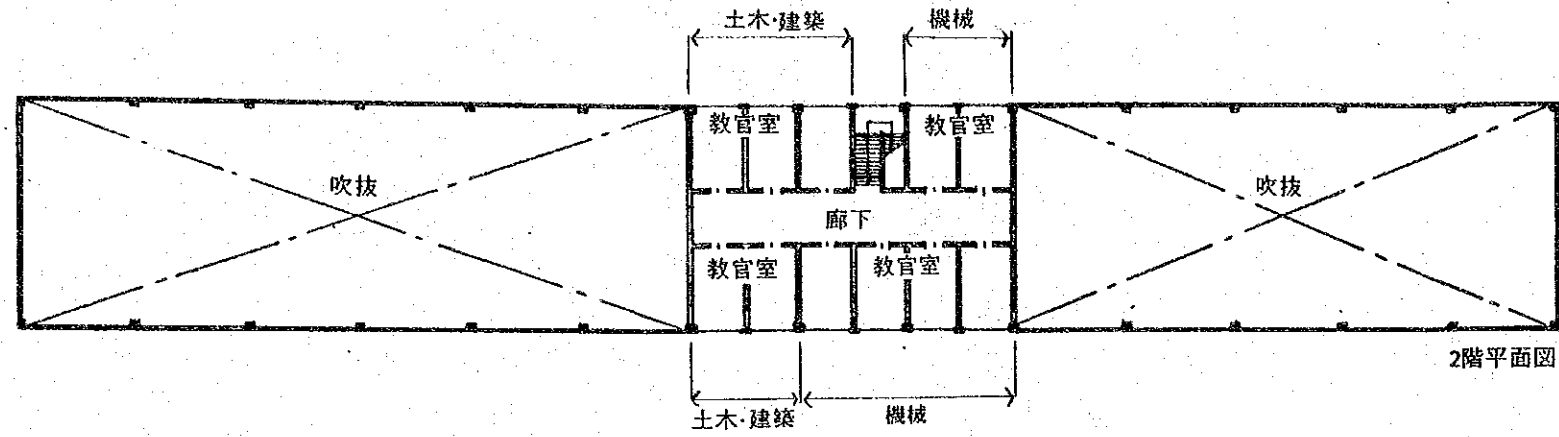 土木・建築
機械
教官室
教官室
吹抜
吹抜
廊下
教官室
教官室
2階平面図
土木・建築
機械